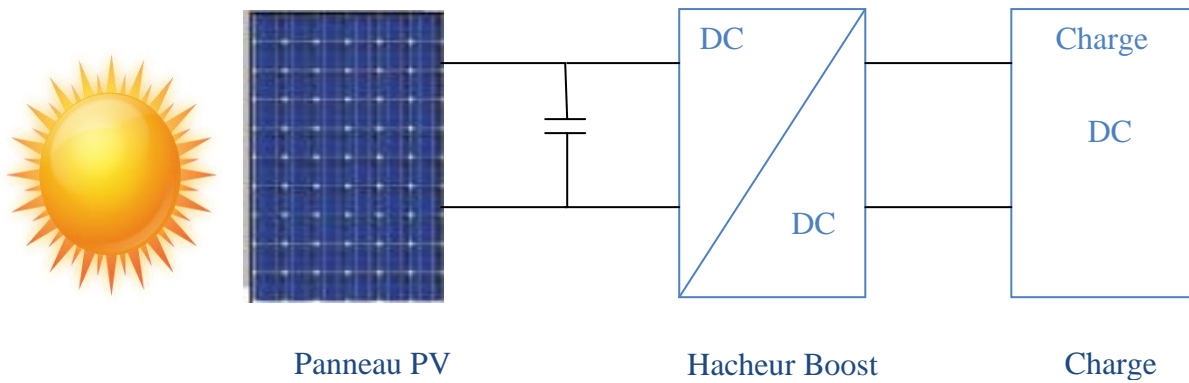 DC
DC
Charge
DC
Panneau PV
Hacheur Boost
Charge